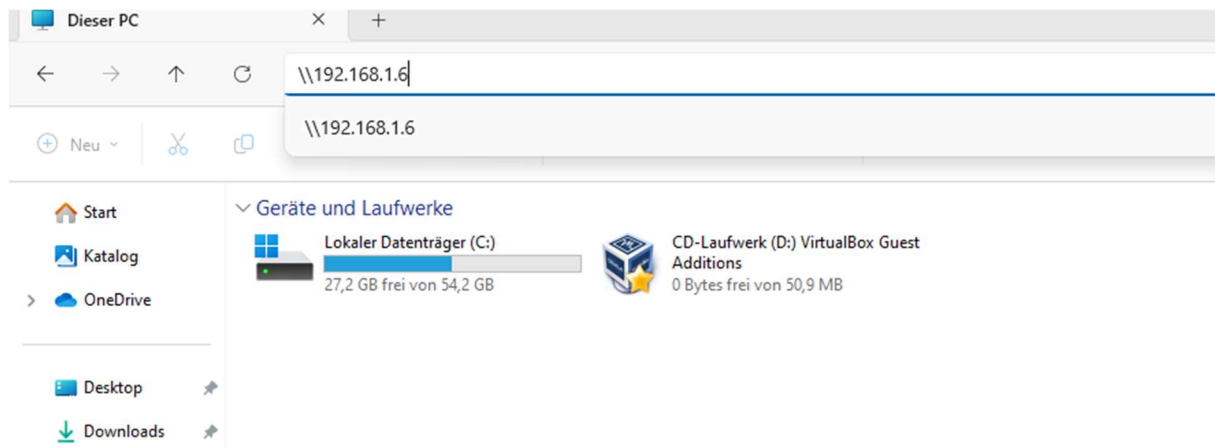 Dieser PC
\\192.168.1.6
\\192.168.1.6
Neu
Start
Geräte und Laufwerke
Katalog
Lokaler Datenträger (C:)
27,2 GB frei von 54,2 GB
CD-Laufwerk (D:) VirtualBox Guest
Additions
0 Bytes frei von 50,9 MB
OneDrive
Desktop
Downloads